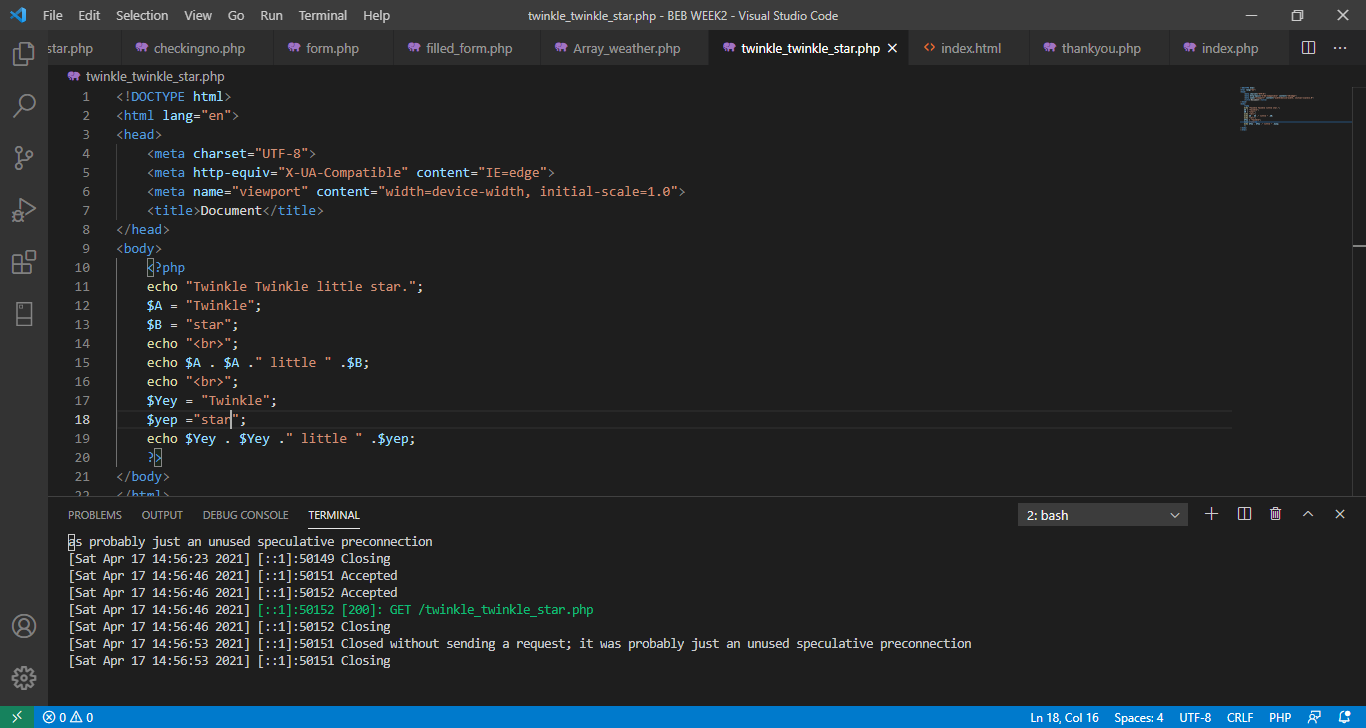 File Edit Selection View Go Run Terminal Help twinkle_twinkle_star.php - BEB WEEK2 - Visual Studio Code
star.php checkingno.php form.php filled_form.php Array_weather.php twinkle_twinkle_star.php index.html thankyou.php index.php
twinkle_twinkle_star.php
1 <!DOCTYPE html>
2 <html lang="en">
3 <head>
4 <meta charset="UTF-8">
5 <meta http-equiv="X-UA-Compatible" content="IE=edge">
6 <meta name="viewport" content="width=device-width, initial-scale=1.0">
7 <title>Document</title>
8 </head>
9 <body>
10 <?php
11 echo "Twinkle Twinkle little star.";
12 $A = "Twinkle";
13 $B = "star";
14 echo "<br>";
15 echo $A . $A ." little " .$B;
16 echo "<br>";
17 $Yey = "Twinkle";
18 $yep ="star";
19 echo $Yey . $Yey ." little " .$yep;
20 ?>
21 </body>
22 </html>
PROBLEMS OUTPUT DEBUG CONSOLE TERMINAL 2: bash
as probably just an unused speculative preconnection
[Sat Apr 17 14:56:23 2021] [::1]:50149 Closing
[Sat Apr 17 14:56:46 2021] [::1]:50151 Accepted
[Sat Apr 17 14:56:46 2021] [::1]:50152 Accepted
[Sat Apr 17 14:56:46 2021] [::1]:50152 [200]: GET /twinkle_twinkle_star.php
[Sat Apr 17 14:56:46 2021] [::1]:50152 Closing
[Sat Apr 17 14:56:53 2021] [::1]:50151 Closed without sending a request; it was probably just an unused speculative preconnection
[Sat Apr 17 14:56:53 2021] [::1]:50151 Closing
0 0 Ln 18, Col 16 Spaces: 4 UTF-8 CRLF PHP